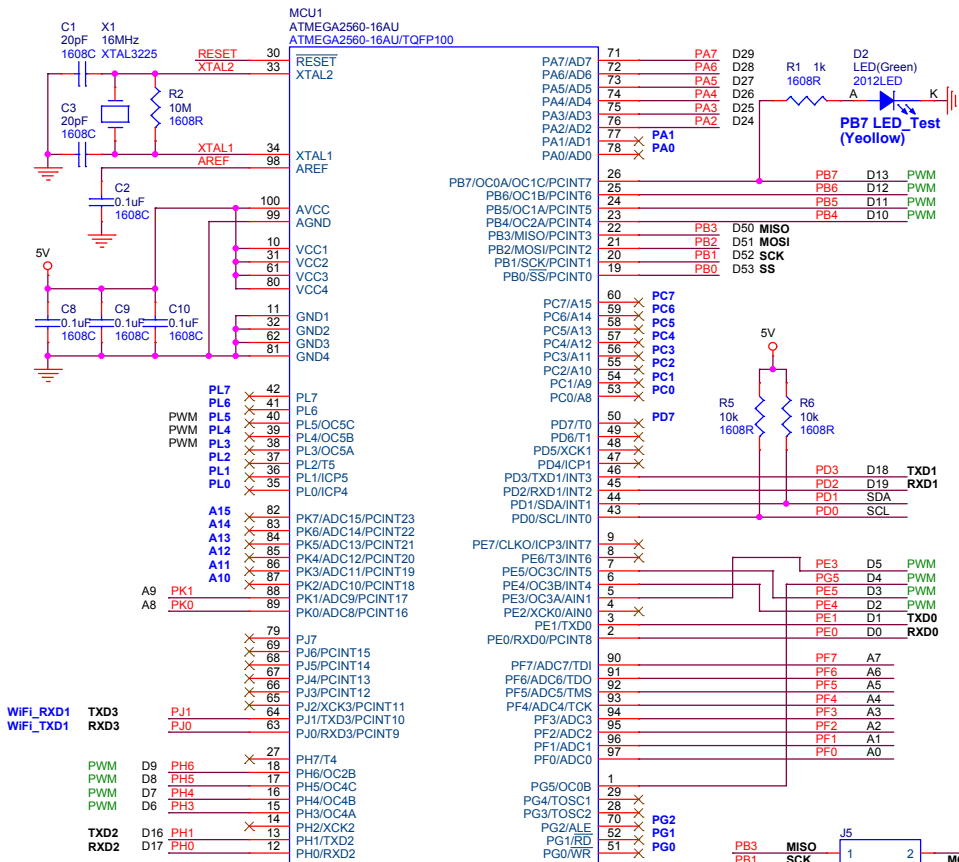 MCU1
ATMEGA2560-16AU
ATMEGA2560-16AU/TQFP100
C1
20pF
1608C
X1
16MHz
XTAL3225
R2
10M
1608R
C3
20pF
1608C
C2
0.1uF
1608C
5V
C8
0.1uF
1608C
C9
0.1uF
1608C
C10
0.1uF
1608C
RESET 30 RESET
XTAL2 33 XTAL2
XTAL1 34 XTAL1
AREF 98 AREF
100 AVCC
99 AGND
10 VCC1
31 VCC2
61 VCC3
80 VCC4
11 GND1
32 GND2
62 GND3
81 GND4
PL7 42 PL7
PL6 41 PL6
PWM PL5 40 PL5/OC5C
PWM PL4 39 PL4/OC5B
PWM PL3 38 PL3/OC5A
PL2 37 PL2/T5
PL1 36 PL1/ICP5
PL0 35 PL0/ICP4
A15 82 PK7/ADC15/PCINT23
A14 83 PK6/ADC14/PCINT22
A13 84 PK5/ADC13/PCINT21
A12 85 PK4/ADC12/PCINT20
A11 86 PK3/ADC11/PCINT19
A10 87 PK2/ADC10/PCINT18
A9 PK1 88 PK1/ADC9/PCINT17
A8 PK0 89 PK0/ADC8/PCINT16
79 PJ7
69 PJ6/PCINT15
68 PJ5/PCINT14
67 PJ4/PCINT13
66 PJ3/PCINT12
65 PJ2/XCK3/PCINT11
WiFi_RXD1 TXD3 PJ1 64 PJ1/TXD3/PCINT10
WiFi_TXD1 RXD3 PJ0 63 PJ0/RXD3/PCINT9
27 PH7/T4
PWM D9 PH6 18 PH6/OC2B
PWM D8 PH5 17 PH5/OC4C
PWM D7 PH4 16 PH4/OC4B
PWM D6 PH3 15 PH3/OC4A
14 PH2/XCK2
TXD2 D16 PH1 13 PH1/TXD2
RXD2 D17 PH0 12 PH0/RXD2
PA7/AD7 71 PA7 D29
PA6/AD6 72 PA6 D28
PA5/AD5 73 PA5 D27
PA4/AD4 74 PA4 D26
PA3/AD3 75 PA3 D25
PA2/AD2 76 PA2 D24
PA1/AD1 77 PA1
PA0/AD0 78 PA0
R1 1k
1608R
D2
LED(Green)
2012LED
A K
PB7 LED_Test
(Yeollow)
PB7/OC0A/OC1C/PCINT7 26 PB7 D13 PWM
PB6/OC1B/PCINT6 25 PB6 D12 PWM
PB5/OC1A/PCINT5 24 PB5 D11 PWM
PB4/OC2A/PCINT4 23 PB4 D10 PWM
PB3/MISO/PCINT3 22 PB3 D50 MISO
PB2/MOSI/PCINT2 21 PB2 D51 MOSI
PB1/SCK/PCINT1 20 PB1 D52 SCK
PB0/SS/PCINT0 19 PB0 D53 SS
PC7/A15 60 PC7
PC6/A14 59 PC6
PC5/A13 58 PC5
PC4/A12 57 PC4
PC3/A11 56 PC3
PC2/A10 55 PC2
PC1/A9 54 PC1
PC0/A8 53 PC0
5V
R5
10k
1608R
R6
10k
1608R
PD7/T0 50 PD7
PD6/T1 49
PD5/XCK1 48
PD4/ICP1 47
PD3/TXD1/INT3 46 PD3 D18 TXD1
PD2/RXD1/INT2 45 PD2 D19 RXD1
PD1/SDA/INT1 44 PD1 SDA
PD0/SCL/INT0 43 PD0 SCL
PE7/CLKO/ICP3/INT7 9
PE6/T3/INT6 8
PE5/OC3C/INT5 7 PE3 D5 PWM
PE4/OC3B/INT4 6 PG5 D4 PWM
PE3/OC3A/AIN1 5 PE5 D3 PWM
PE2/XCK0/AIN0 4 PE4 D2 PWM
PE1/TXD0 3 PE1 D1 TXD0
PE0/RXD0/PCINT8 2 PE0 D0 RXD0
PF7/ADC7/TDI 90 PF7 A7
PF6/ADC6/TDO 91 PF6 A6
PF5/ADC5/TMS 92 PF5 A5
PF4/ADC4/TCK 93 PF4 A4
PF3/ADC3 94 PF3 A3
PF2/ADC2 95 PF2 A2
PF1/ADC1 96 PF1 A1
PF0/ADC0 97 PF0 A0
PG5/OC0B 1
PG4/TOSC1 29
PG3/TOSC2 28
PG2/ALE 70 PG2
PG1/RD 52 PG1
PG0/WR 51 PG0
J5
PB3 MISO 1 2
PB1 SCK